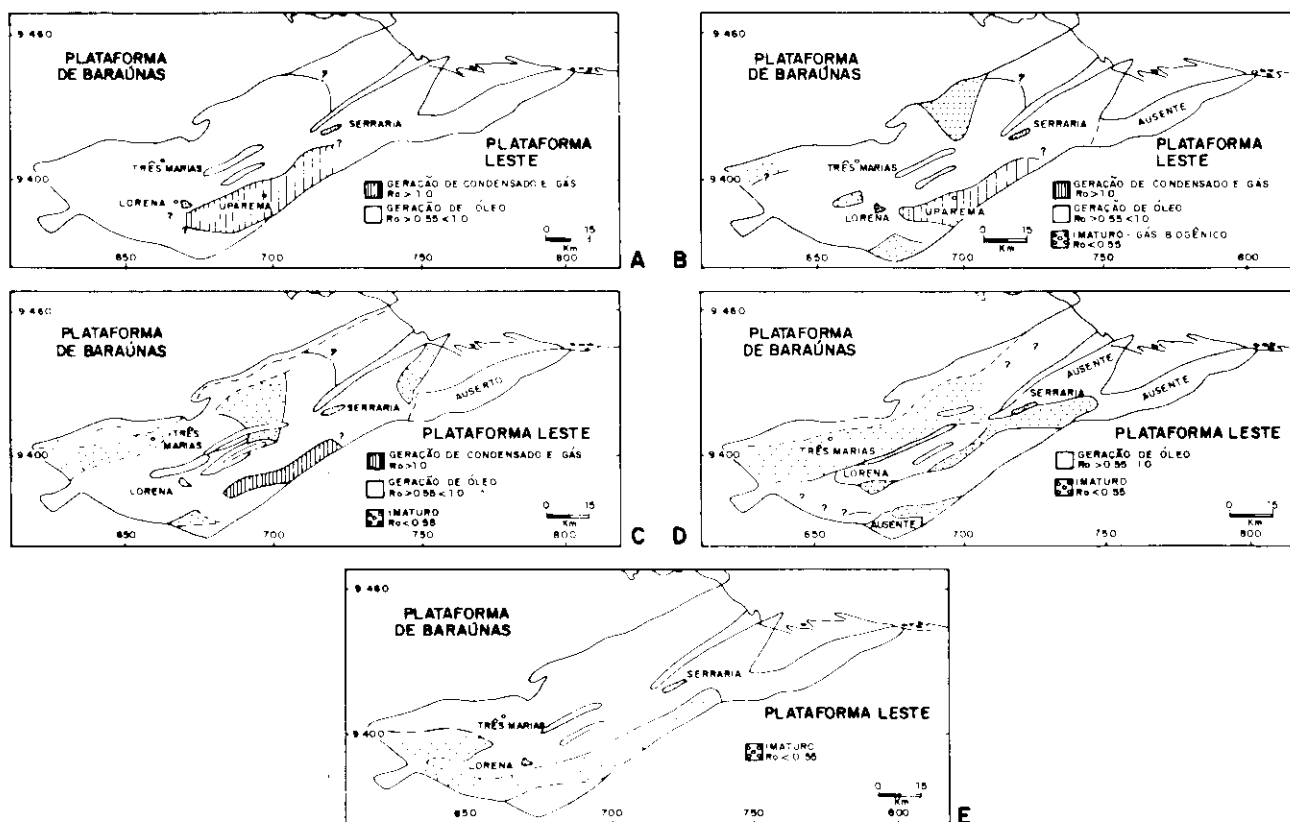 9 460
PLATAFORMA
DE BARAÚNAS
?
SERRARIA
?
PLATAFORMA
LESTE
TRÊS MARIAS
9 400
LORENA
?
UPAREMA
GERAÇÃO DE CONDENSADO E GÁS
Ro > 1.0
GERAÇÃO DE ÓLEO
Ro > 0.55 < 1.0
0 15
Km
650
700
750
800
A
9 460
PLATAFORMA
DE BARAÚNAS
?
SERRARIA
AUSENTE
?
PLATAFORMA
LESTE
TRÊS MARIAS
?
9 400
LORENA
UPAREMA
GERAÇÃO DE CONDENSADO E GÁS
Ro > 1.0
GERAÇÃO DE ÓLEO
Ro > 0.55 < 1.0
IMATURO - GÁS BIOGÊNICO
Ro < 0.55
0 15
Km
650
700
750
800
B
9 460
PLATAFORMA
DE BARAÚNAS
?
AUSERTO
SERRARIA
TRÊS
MARIAS
?
PLATAFORMA LESTE
9 400
LORENA
GERAÇÃO DE CONDENSADO E GÁS
Ro > 1.0
GERAÇÃO DE ÓLEO
Ro > 0.55 < 1.0
IMATURO
Ro < 0.55
0 15
Km
650
700
750
800
C
9 460
PLATAFORMA
DE BARAÚNAS
?
?
AUSENTE
AUSENTE
SERRARIA
PLATAFORMA LESTE
TRÊS MARIAS
9 400
LORENA
? ?
AUSENTE
GERAÇÃO DE ÓLEO
Ro > 0.55 1.0
IMATURO
Ro < 0.55
0 15
Km
650
700
750
800
D
9 460
PLATAFORMA
DE BARAÚNAS
SERRARIA
PLATAFORMA LESTE
TRÊS MARIAS
9 400
LORENA
IMATURO
Ro < 0.55
0 15
Km
650
700
750
800
E